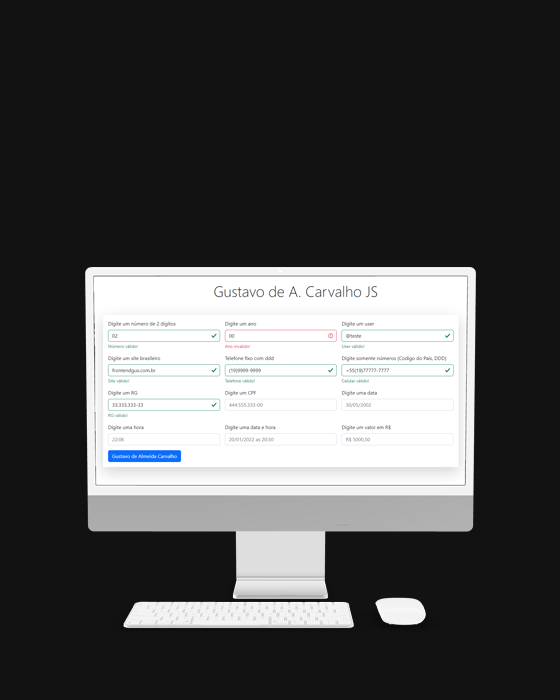 Gustavo de A. Carvalho JS
Digite um número de 2 dígitos
Digite um ano
Digite um user
02
00
@teste
Número válido!
Ano inválido!
User válido!
Digite um site brasileiro
Telefone fixo com ddd
Digite somente números (Codigo do País, DDD)
frontendgus.com.br
(19)9999-9999
+55(19)77777-7777
Site válido!
Telefone válido!
Celular válido!
Digite um RG
Digite um CPF
Digite uma data
33.333.333-33
444.555.333-00
30/05/2002
RG válido!
Digite uma hora
Digite uma data e hora
Digite um valor em R$
22:08
20/01/2022 as 20:50
R$ 5000,50
Gustavo de Almeida Carvalho